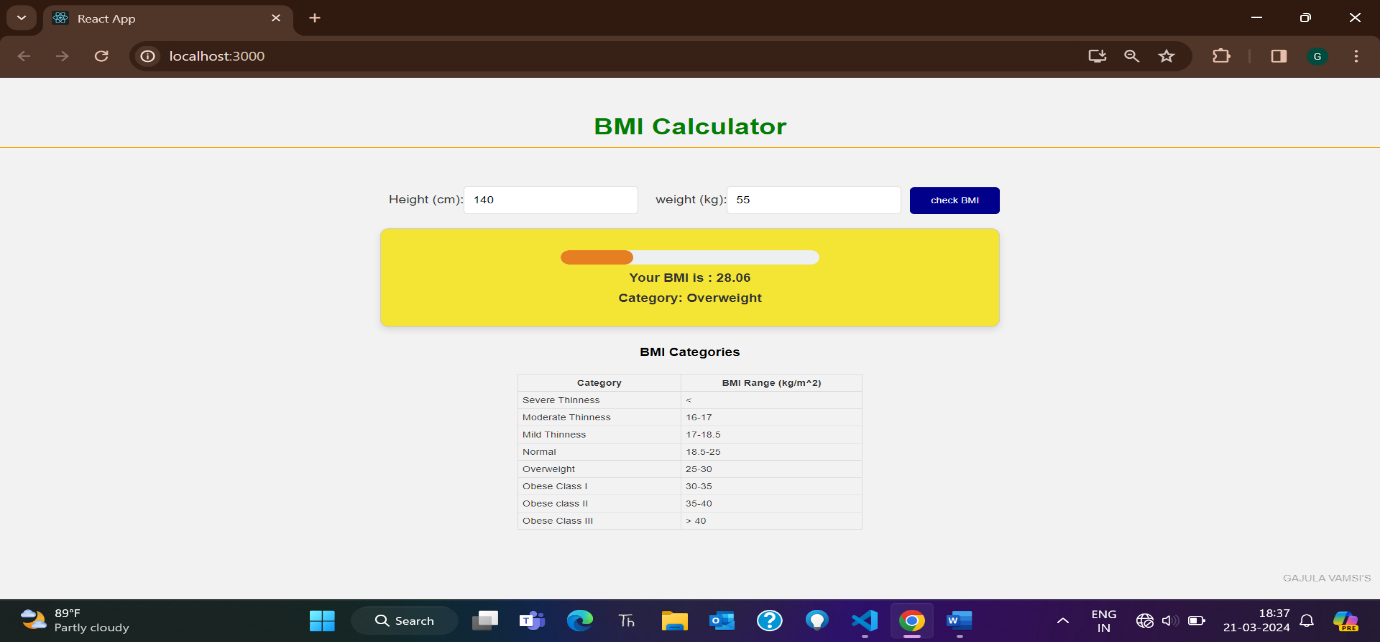 React App
localhost:3000
G
BMI Calculator
Height (cm): 140 weight (kg): 55 check BMI
Your BMI is : 28.06
Category: Overweight
BMI Categories
Category BMI Range (kg/m^2)
Severe Thinness <
Moderate Thinness 16-17
Mild Thinness 17-18.5
Normal 18.5-25
Overweight 25-30
Obese Class I 30-35
Obese class II 35-40
Obese Class III > 40
GAJULA VAMSI'S
89°F
Partly cloudy
Search
Th
ENG
IN
18:37
21-03-2024
PRE